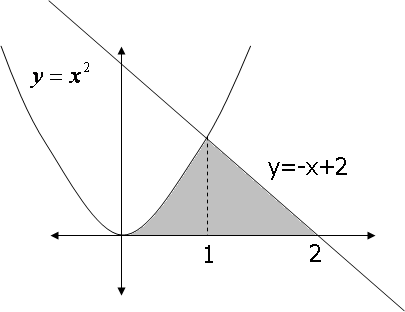 y = x²
y=-x+2
1
2